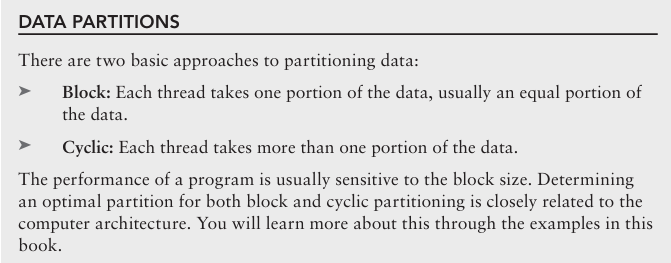 DATA PARTITIONS
There are two basic approaches to partitioning data:
➤ Block: Each thread takes one portion of the data, usually an equal portion of
the data.
➤ Cyclic: Each thread takes more than one portion of the data.
The performance of a program is usually sensitive to the block size. Determining
an optimal partition for both block and cyclic partitioning is closely related to the
computer architecture. You will learn more about this through the examples in this
book.